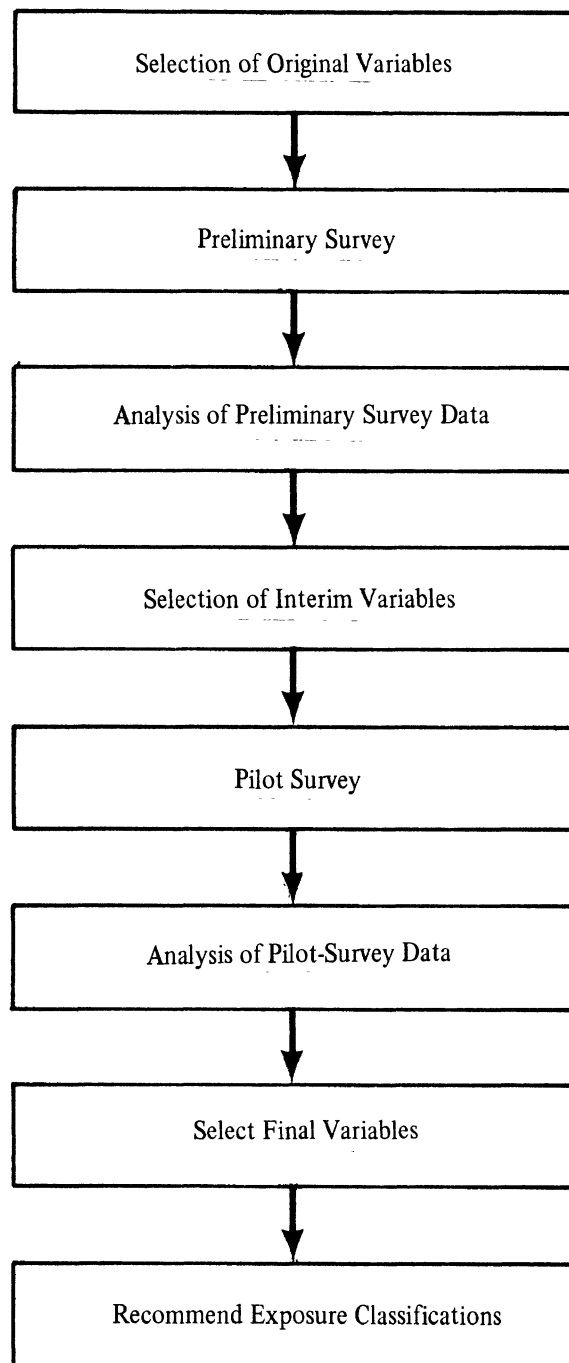 Selection of Original Variables
Preliminary Survey
Analysis of Preliminary Survey Data
Selection of Interim Variables
Pilot Survey
Analysis of Pilot-Survey Data
Select Final Variables
Recommend Exposure Classifications